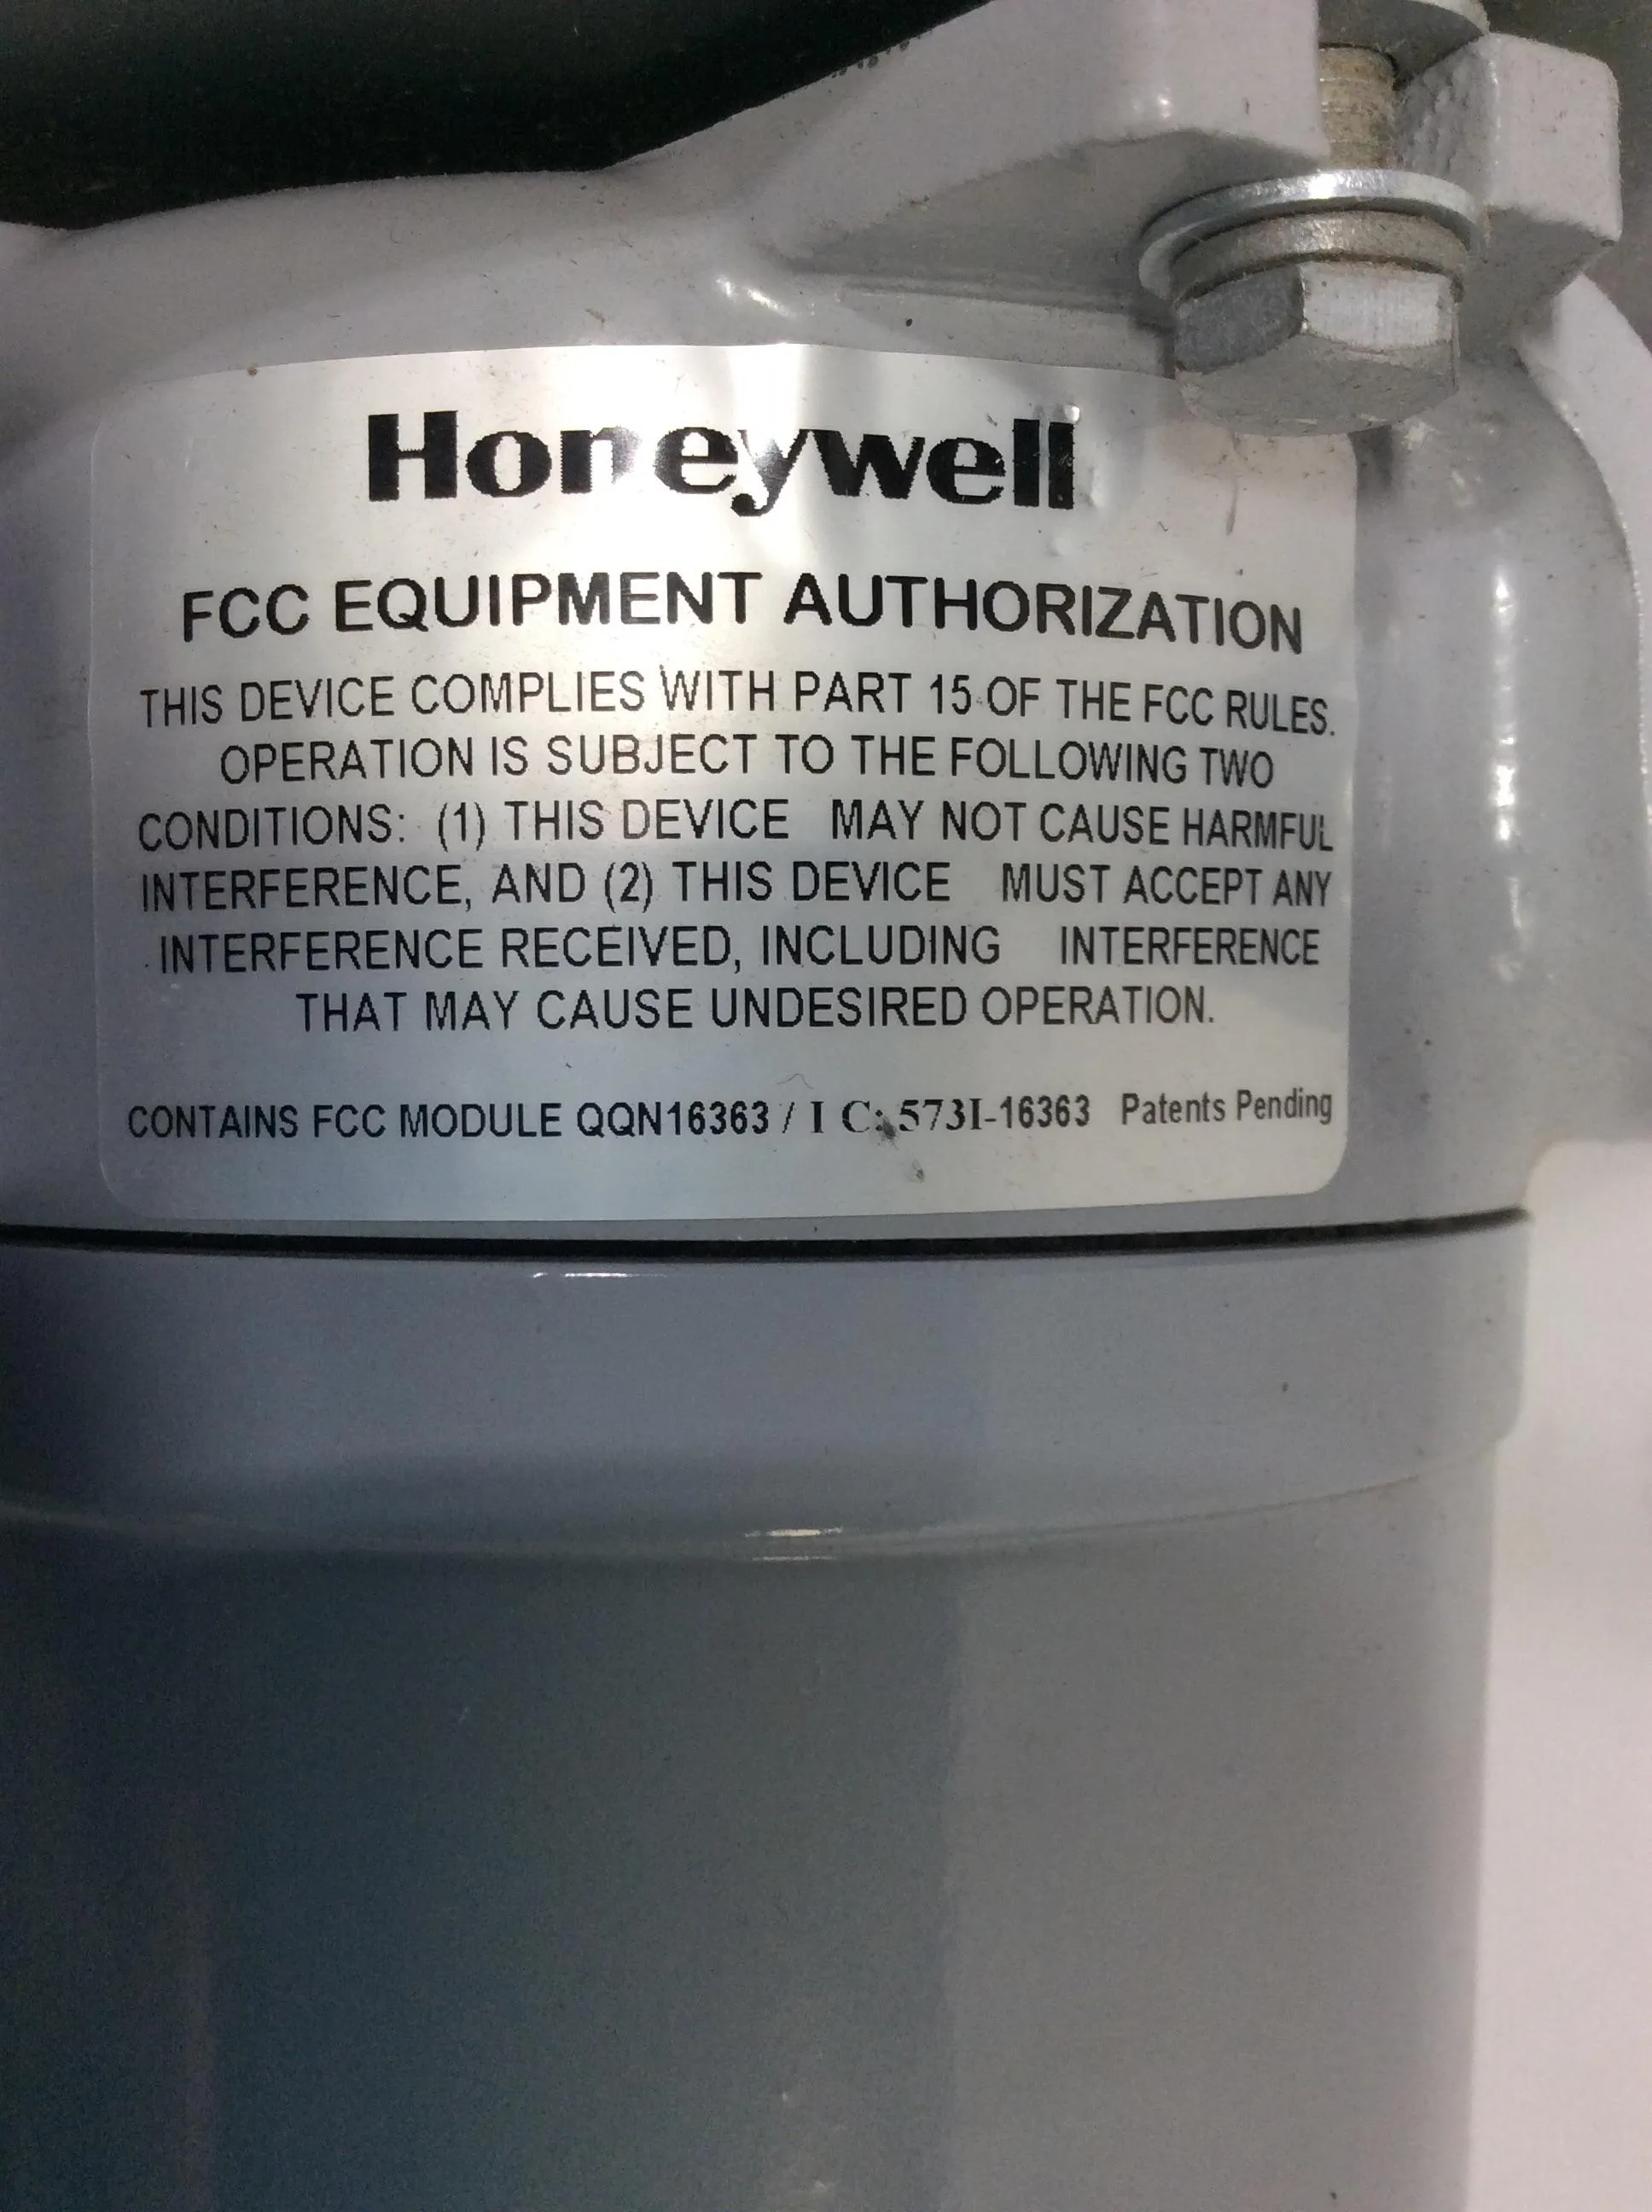 Honeywell
FCC EQUIPMENT AUTHORIZATION
THIS DEVICE COMPLIES WITH PART 15 OF THE FCC RULES.
OPERATION IS SUBJECT TO THE FOLLOWING TWO
CONDITIONS: (1) THIS DEVICE MAY NOT CAUSE HARMFUL
INTERFERENCE, AND (2) THIS DEVICE MUST ACCEPT ANY
INTERFERENCE RECEIVED, INCLUDING INTERFERENCE
THAT MAY CAUSE UNDESIRED OPERATION.
CONTAINS FCC MODULE QQN16363 / I C: 573I-16363 Patents Pending